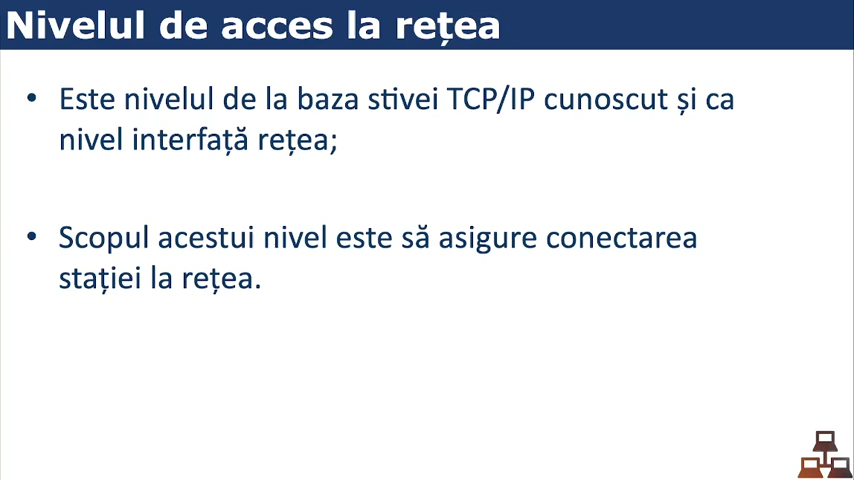 Nivelul de acces la rețea
• Este nivelul de la baza stivei TCP/IP cunoscut și ca
nivel interfață rețea;
• Scopul acestui nivel este să asigure conectarea
stației la rețea.